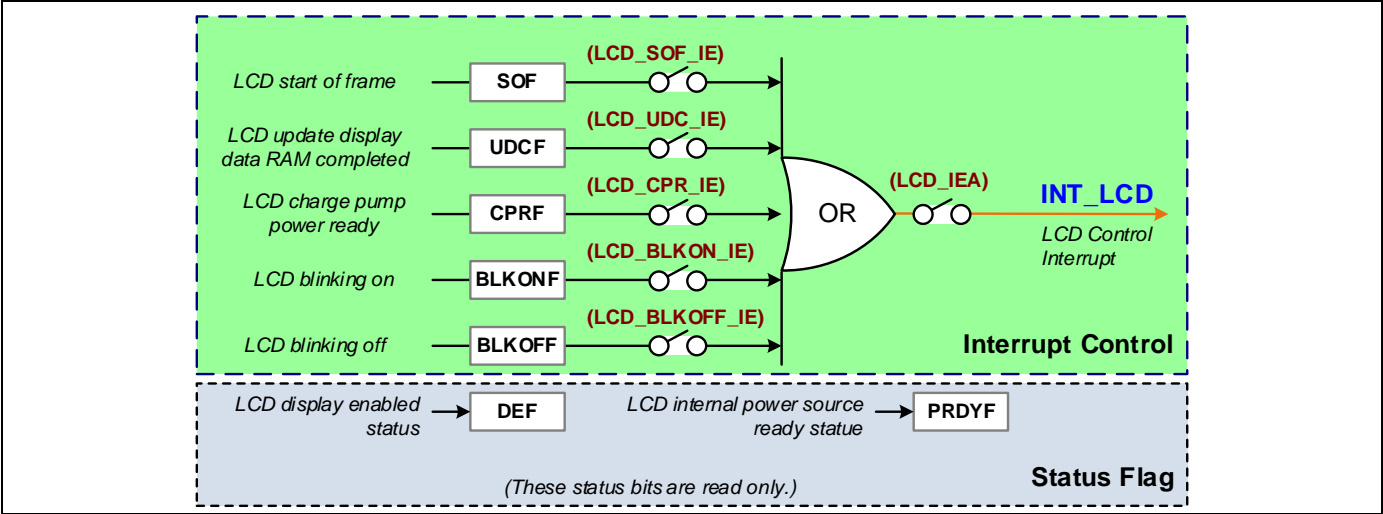 (LCD_SOF_IE)
LCD start of frame
SOF
(LCD_UDC_IE)
LCD update display
data RAM completed
UDCF
(LCD_CPR_IE)
LCD charge pump
power ready
CPRF
(LCD_BLKON_IE)
LCD blinking on
BLKONF
(LCD_BLKOFF_IE)
LCD blinking off
BLKOFF
OR
(LCD_IEA)
INT_LCD
LCD Control
Interrupt
Interrupt Control
LCD display enabled
status
DEF
LCD internal power source
ready statue
PRDYF
(These status bits are read only.)
Status Flag